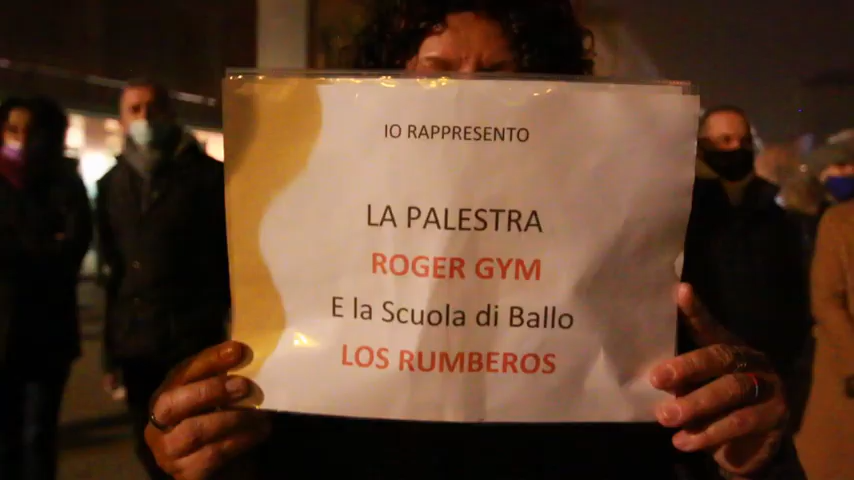 IO RAPPRESENTO
LA PALESTRA
ROGER GYM
E la Scuola di Ballo
LOS RUMBEROS